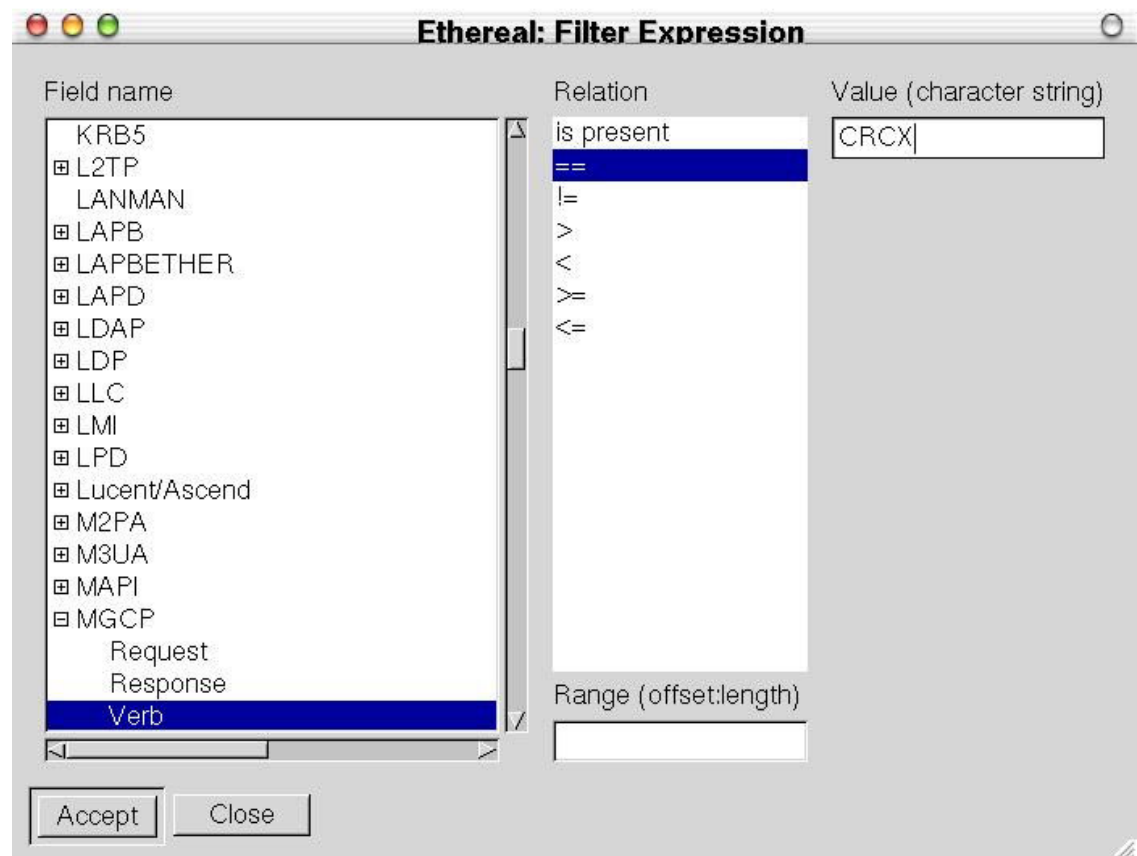 Ethereal: Filter Expression
Field name
KRB5
L2TP
LANMAN
LAPB
LAPBETHER
LAPD
LDAP
LDP
LLC
LMI
LPD
Lucent/Ascend
M2PA
M3UA
MAPI
MGCP
Request
Response
Verb
Relation
is present
==
!=
>
<
>=
<=
Range (offset:length)
Value (character string)
CRCX
Accept
Close